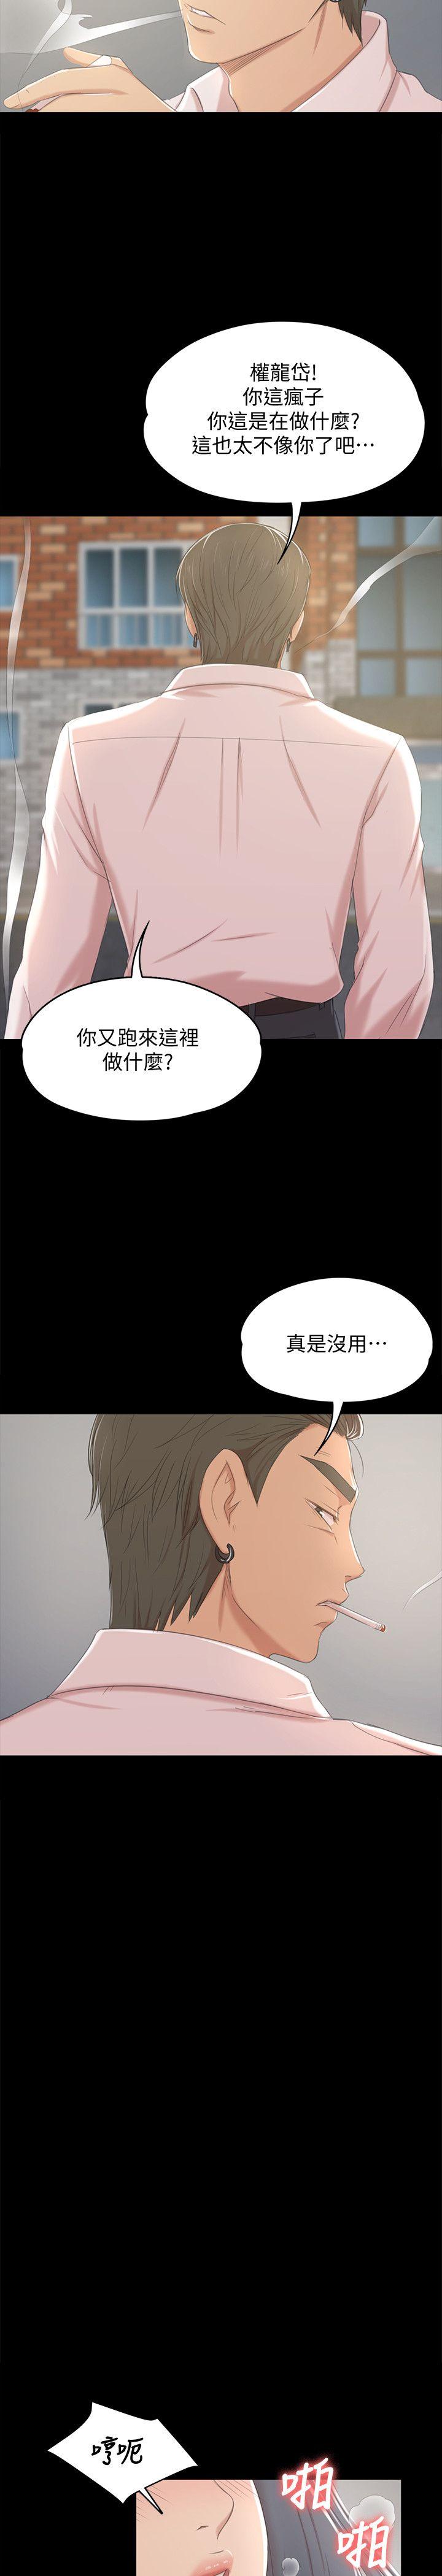 權龍岱!
你這瘋子
你這是在做什麼?
這也太不像你了吧…
你又跑來這裡
做什麼?
真是沒用…
哼呃
啪
啪